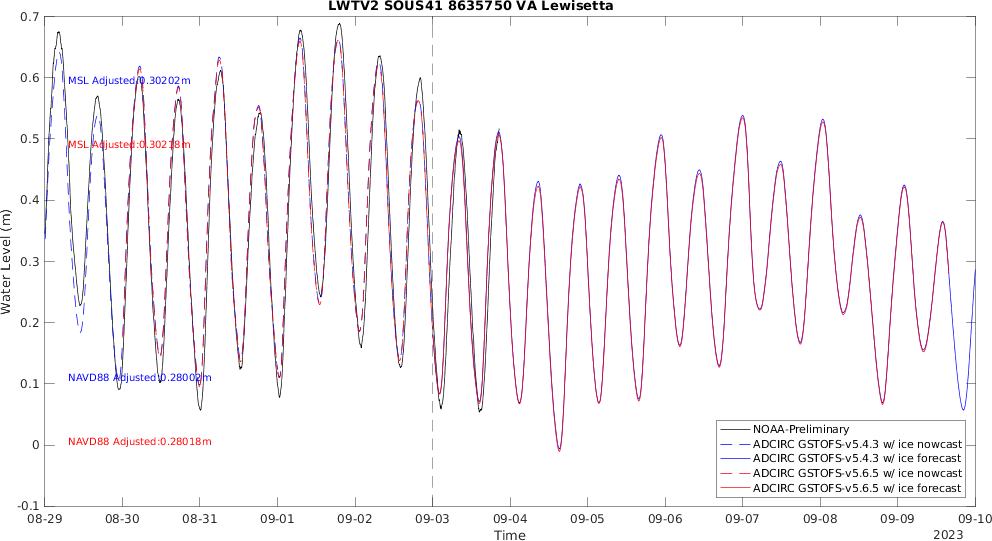 LWTV2 SOUS41 8635750 VA Lewisetta
0.7
0.6
0.5
0.4
0.3
0.2
0.1
0
-0.1
Water Level (m)
MSL Adjusted:0.30202m
MSL Adjusted:0.30218m
NAVD88 Adjusted:0.28002m
NAVD88 Adjusted:0.28018m
NOAA-Preliminary
ADCIRC GSTOFS-v5.4.3 w/ ice nowcast
ADCIRC GSTOFS-v5.4.3 w/ ice forecast
ADCIRC GSTOFS-v5.6.5 w/ ice nowcast
ADCIRC GSTOFS-v5.6.5 w/ ice forecast
08-29 08-30 08-31 09-01 09-02 09-03 09-04 09-05 09-06 09-07 09-08 09-09 09-10
Time
2023